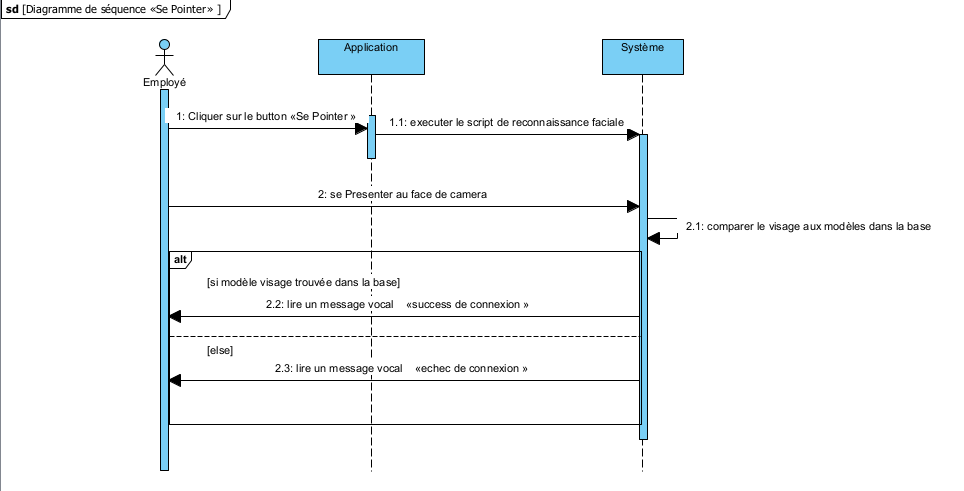 sd [Diagramme de séquence «Se Pointer» ]
Application
Système
Employé
1: Cliquer sur le button «Se Pointer »
1.1: executer le script de reconnaissance faciale
2: se Presenter au face de camera
2.1: comparer le visage aux modèles dans la base
alt
[si modèle visage trouvée dans la base]
2.2: lire un message vocal «success de connexion »
[else]
2.3: lire un message vocal «echec de connexion »